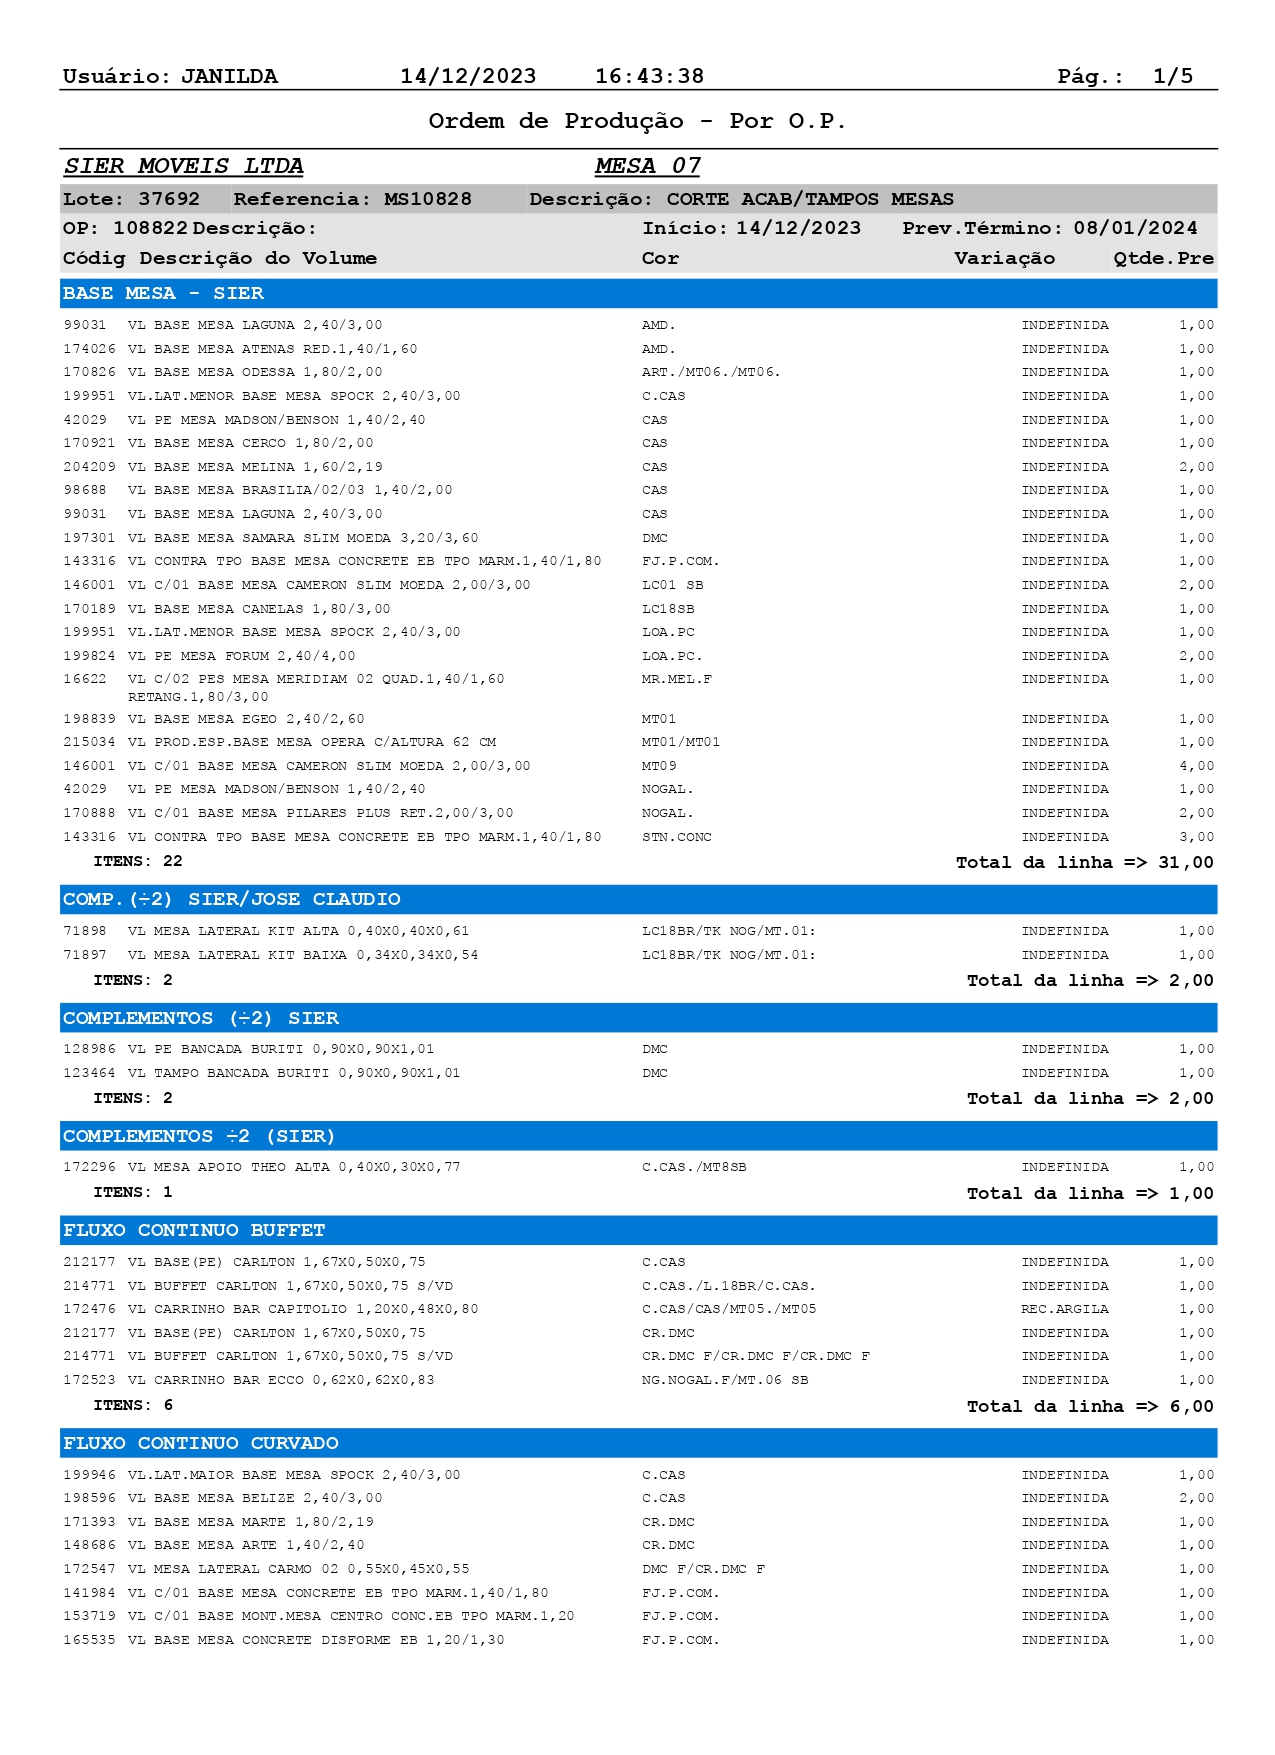 Usuário: JANILDA 14/12/2023 16:43:38 Pág.: 1/5
Ordem de Produção - Por O.P.
SIER MOVEIS LTDA MESA 07
Lote: 37692 Referencia: MS10828 Descrição: CORTE ACAB/TAMPOS MESAS
OP: 108822 Descrição: Início: 14/12/2023 Prev.Término: 08/01/2024
Códig Descrição do Volume Cor Variação Qtde.Pre
BASE MESA - SIER
99031 VL BASE MESA LAGUNA 2,40/3,00 AMD. INDEFINIDA 1,00
174026 VL BASE MESA ATENAS RED.1,40/1,60 AMD. INDEFINIDA 1,00
170826 VL BASE MESA ODESSA 1,80/2,00 ART./MT06./MT06. INDEFINIDA 1,00
199951 VL.LAT.MENOR BASE MESA SPOCK 2,40/3,00 C.CAS INDEFINIDA 1,00
42029 VL PE MESA MADSON/BENSON 1,40/2,40 CAS INDEFINIDA 1,00
170921 VL BASE MESA CERCO 1,80/2,00 CAS INDEFINIDA 1,00
204209 VL BASE MESA MELINA 1,60/2,19 CAS INDEFINIDA 2,00
98688 VL BASE MESA BRASILIA/02/03 1,40/2,00 CAS INDEFINIDA 1,00
99031 VL BASE MESA LAGUNA 2,40/3,00 CAS INDEFINIDA 1,00
197301 VL BASE MESA SAMARA SLIM MOEDA 3,20/3,60 DMC INDEFINIDA 1,00
143316 VL CONTRA TPO BASE MESA CONCRETE EB TPO MARM.1,40/1,80 FJ.P.COM. INDEFINIDA 1,00
146001 VL C/01 BASE MESA CAMERON SLIM MOEDA 2,00/3,00 LC01 SB INDEFINIDA 2,00
170189 VL BASE MESA CANELAS 1,80/3,00 LC18SB INDEFINIDA 1,00
199951 VL.LAT.MENOR BASE MESA SPOCK 2,40/3,00 LOA.PC INDEFINIDA 1,00
199824 VL PE MESA FORUM 2,40/4,00 LOA.PC. INDEFINIDA 2,00
16622 VL C/02 PES MESA MERIDIAM 02 QUAD.1,40/1,60 MR.MEL.F INDEFINIDA 1,00
RETANG.1,80/3,00
198839 VL BASE MESA EGEO 2,40/2,60 MT01 INDEFINIDA 1,00
215034 VL PROD.ESP.BASE MESA OPERA C/ALTURA 62 CM MT01/MT01 INDEFINIDA 1,00
146001 VL C/01 BASE MESA CAMERON SLIM MOEDA 2,00/3,00 MT09 INDEFINIDA 4,00
42029 VL PE MESA MADSON/BENSON 1,40/2,40 NOGAL. INDEFINIDA 1,00
170888 VL C/01 BASE MESA PILARES PLUS RET.2,00/3,00 NOGAL. INDEFINIDA 2,00
143316 VL CONTRA TPO BASE MESA CONCRETE EB TPO MARM.1,40/1,80 STN.CONC INDEFINIDA 3,00
ITENS: 22 Total da linha => 31,00
COMP.(÷2) SIER/JOSE CLAUDIO
71898 VL MESA LATERAL KIT ALTA 0,40X0,40X0,61 LC18BR/TK NOG/MT.01: INDEFINIDA 1,00
71897 VL MESA LATERAL KIT BAIXA 0,34X0,34X0,54 LC18BR/TK NOG/MT.01: INDEFINIDA 1,00
ITENS: 2 Total da linha => 2,00
COMPLEMENTOS (÷2) SIER
128986 VL PE BANCADA BURITI 0,90X0,90X1,01 DMC INDEFINIDA 1,00
123464 VL TAMPO BANCADA BURITI 0,90X0,90X1,01 DMC INDEFINIDA 1,00
ITENS: 2 Total da linha => 2,00
COMPLEMENTOS ÷2 (SIER)
172296 VL MESA APOIO THEO ALTA 0,40X0,30X0,77 C.CAS./MT8SB INDEFINIDA 1,00
ITENS: 1 Total da linha => 1,00
FLUXO CONTINUO BUFFET
212177 VL BASE(PE) CARLTON 1,67X0,50X0,75 C.CAS INDEFINIDA 1,00
214771 VL BUFFET CARLTON 1,67X0,50X0,75 S/VD C.CAS./L.18BR/C.CAS. INDEFINIDA 1,00
172476 VL CARRINHO BAR CAPITOLIO 1,20X0,48X0,80 C.CAS/CAS/MT05./MT05 REC.ARGILA 1,00
212177 VL BASE(PE) CARLTON 1,67X0,50X0,75 CR.DMC INDEFINIDA 1,00
214771 VL BUFFET CARLTON 1,67X0,50X0,75 S/VD CR.DMC F/CR.DMC F/CR.DMC F INDEFINIDA 1,00
172523 VL CARRINHO BAR ECCO 0,62X0,62X0,83 NG.NOGAL.F/MT.06 SB INDEFINIDA 1,00
ITENS: 6 Total da linha => 6,00
FLUXO CONTINUO CURVADO
199946 VL.LAT.MAIOR BASE MESA SPOCK 2,40/3,00 C.CAS INDEFINIDA 1,00
198596 VL BASE MESA BELIZE 2,40/3,00 C.CAS INDEFINIDA 2,00
171393 VL BASE MESA MARTE 1,80/2,19 CR.DMC INDEFINIDA 1,00
148686 VL BASE MESA ARTE 1,40/2,40 CR.DMC INDEFINIDA 1,00
172547 VL MESA LATERAL CARMO 02 0,55X0,45X0,55 DMC F/CR.DMC F INDEFINIDA 1,00
141984 VL C/01 BASE MESA CONCRETE EB TPO MARM.1,40/1,80 FJ.P.COM. INDEFINIDA 1,00
153719 VL C/01 BASE MONT.MESA CENTRO CONC.EB TPO MARM.1,20 FJ.P.COM. INDEFINIDA 1,00
165535 VL BASE MESA CONCRETE DISFORME EB 1,20/1,30 FJ.P.COM. INDEFINIDA 1,00